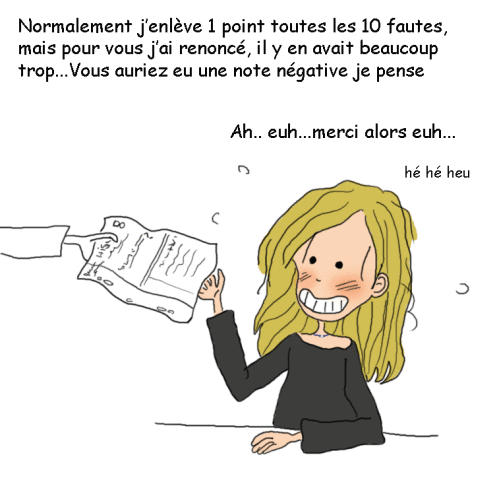 Normalement j'enlève 1 point toutes les 10 fautes,
mais pour vous j'ai renoncé, il y en avait beaucoup
trop...Vous auriez eu une note négative je pense
Ah.. euh...merci alors euh...
hé hé heu